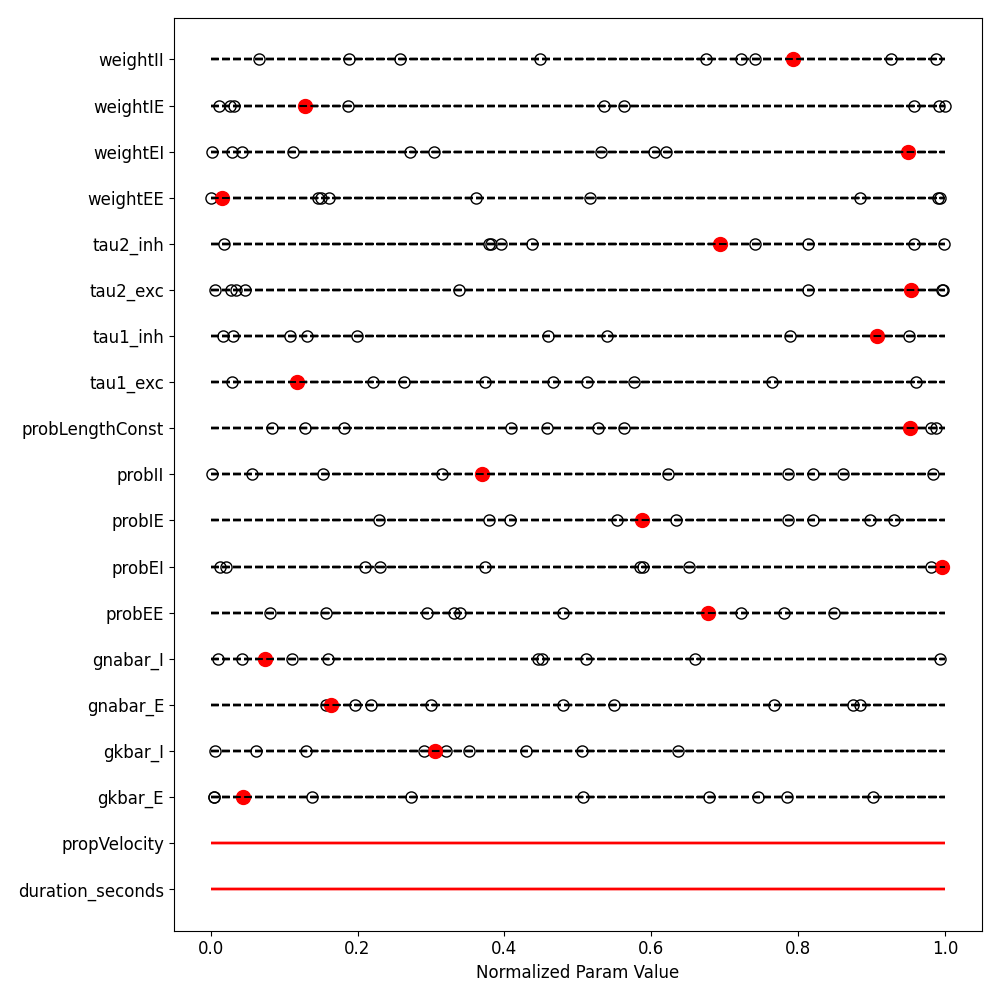 weightII
weightIE
weightEI
weightEE
tau2_inh
tau2_exc
tau1_inh
tau1_exc
probLengthConst
probII
probIE
probEI
probEE
gnabar_I
gnabar_E
gkbar_I
gkbar_E
propVelocity
duration_seconds
0.0 0.2 0.4 0.6 0.8 1.0
Normalized Param Value